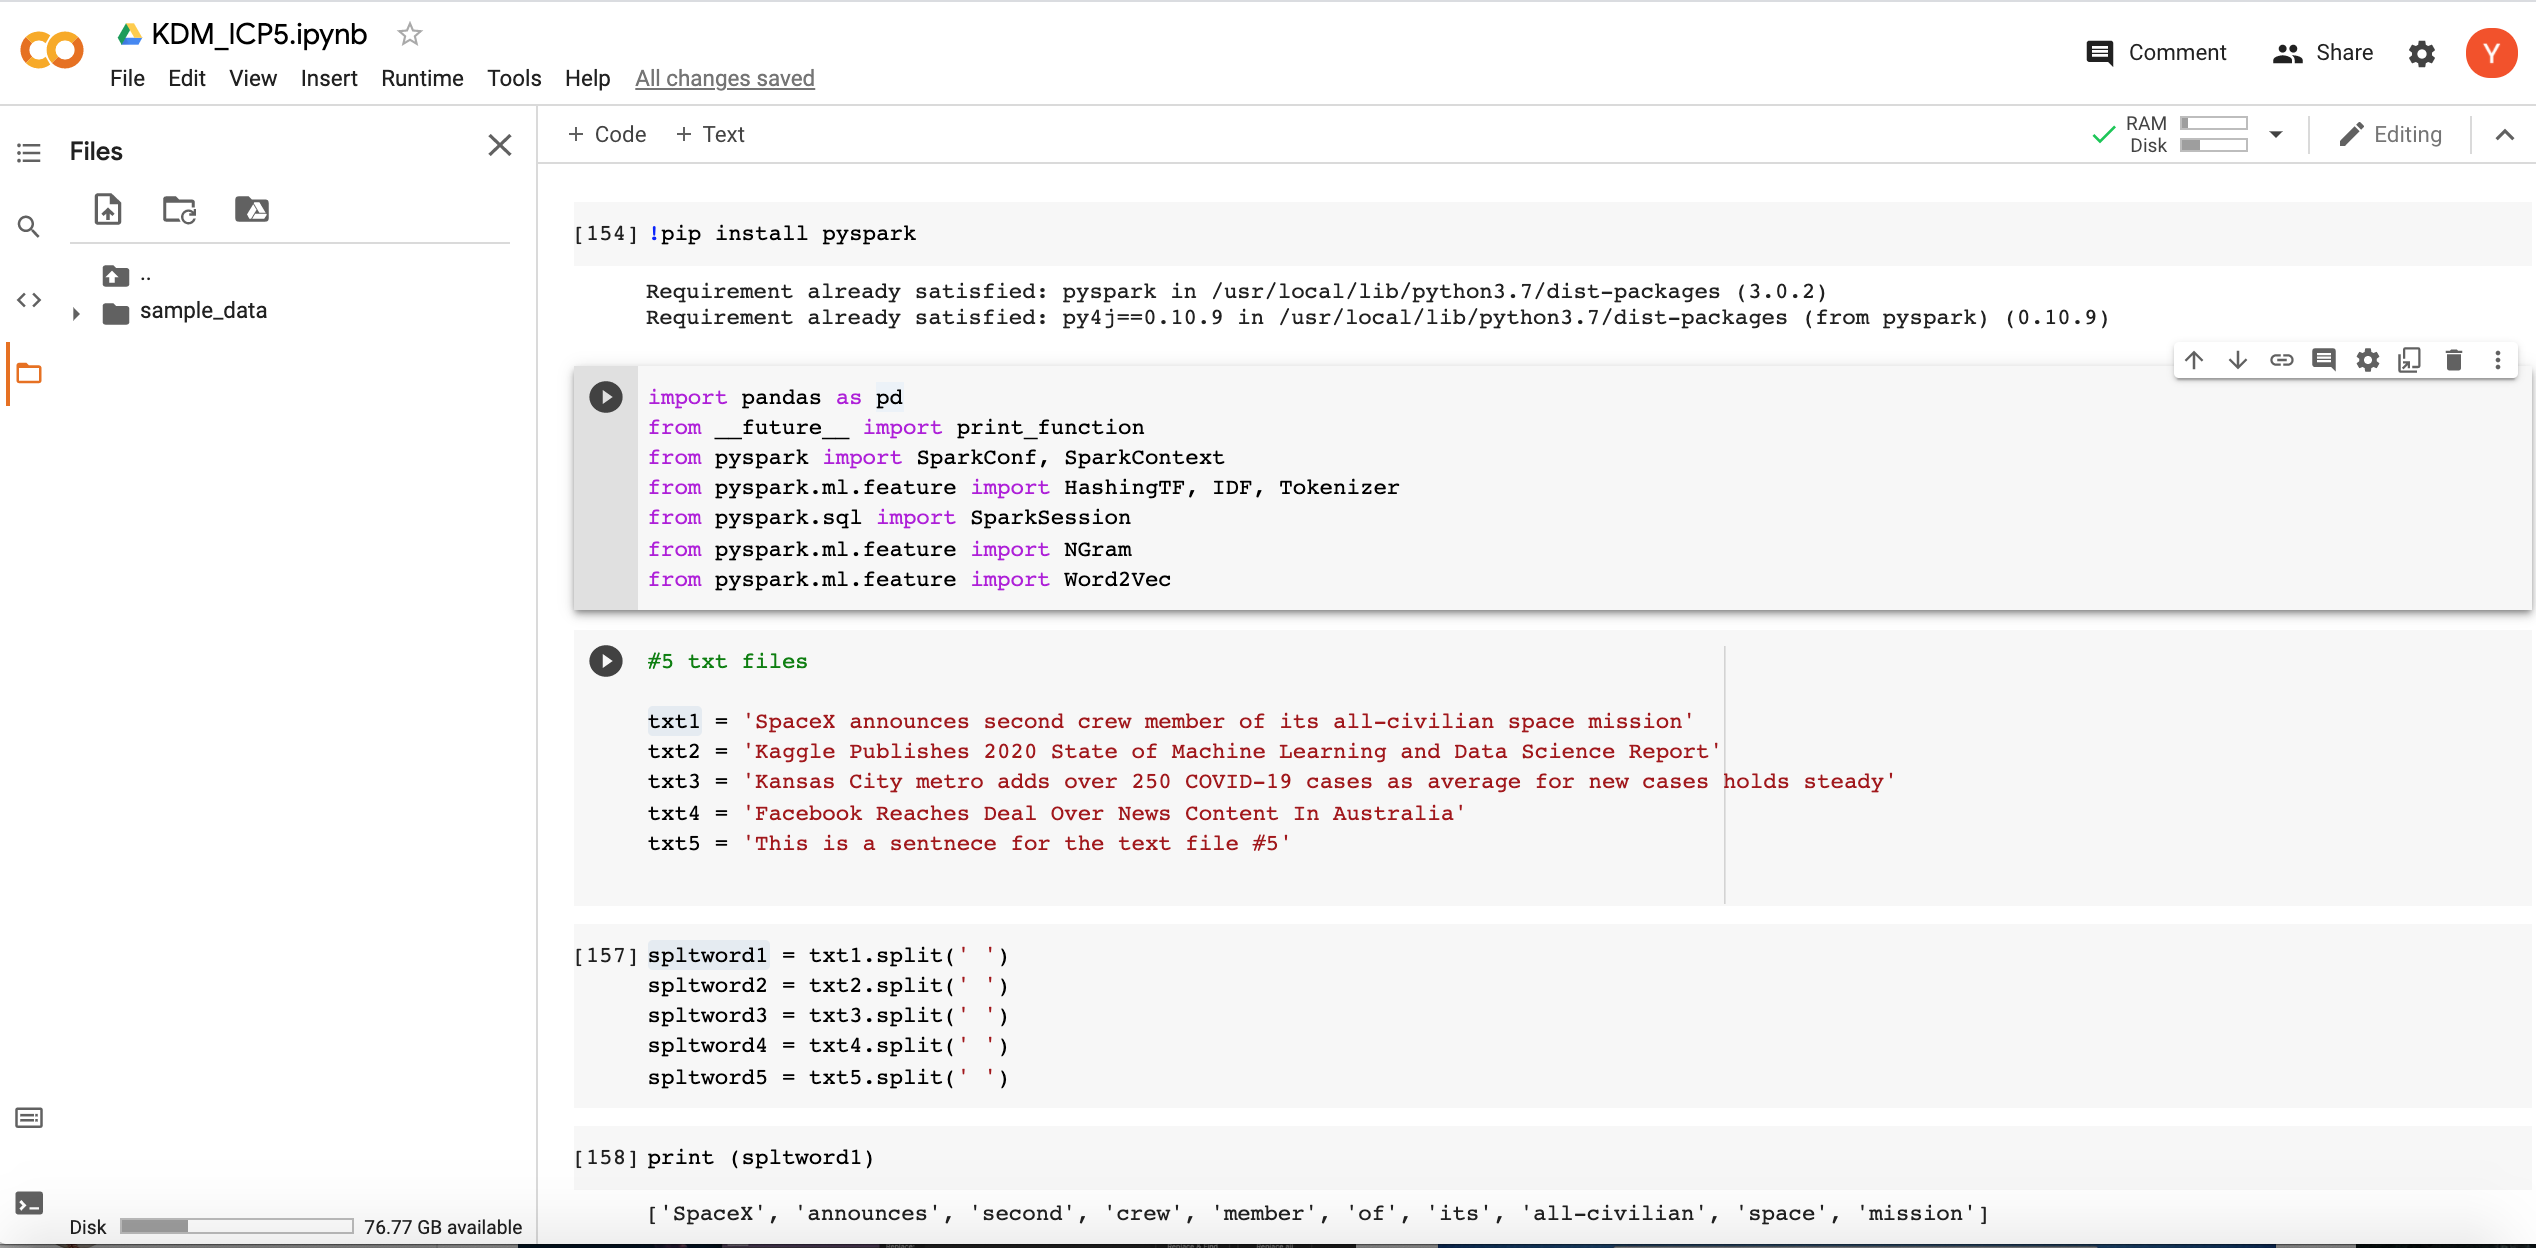 KDM_ICP5.ipynb
File Edit View Insert Runtime Tools Help All changes saved
Comment Share Y
Files
+ Code + Text
RAM
Disk
Editing
..
sample_data
[154] !pip install pyspark
Requirement already satisfied: pyspark in /usr/local/lib/python3.7/dist-packages (3.0.2)
Requirement already satisfied: py4j==0.10.9 in /usr/local/lib/python3.7/dist-packages (from pyspark) (0.10.9)
import pandas as pd
from __future__ import print_function
from pyspark import SparkConf, SparkContext
from pyspark.ml.feature import HashingTF, IDF, Tokenizer
from pyspark.sql import SparkSession
from pyspark.ml.feature import NGram
from pyspark.ml.feature import Word2Vec
#5 txt files
txt1 = 'SpaceX announces second crew member of its all-civilian space mission'
txt2 = 'Kaggle Publishes 2020 State of Machine Learning and Data Science Report'
txt3 = 'Kansas City metro adds over 250 COVID-19 cases as average for new cases holds steady'
txt4 = 'Facebook Reaches Deal Over News Content In Australia'
txt5 = 'This is a sentnece for the text file #5'
[157] spltword1 = txt1.split(' ')
spltword2 = txt2.split(' ')
spltword3 = txt3.split(' ')
spltword4 = txt4.split(' ')
spltword5 = txt5.split(' ')
[158] print (spltword1)
['SpaceX', 'announces', 'second', 'crew', 'member', 'of', 'its', 'all-civilian', 'space', 'mission']
Disk 76.77 GB available